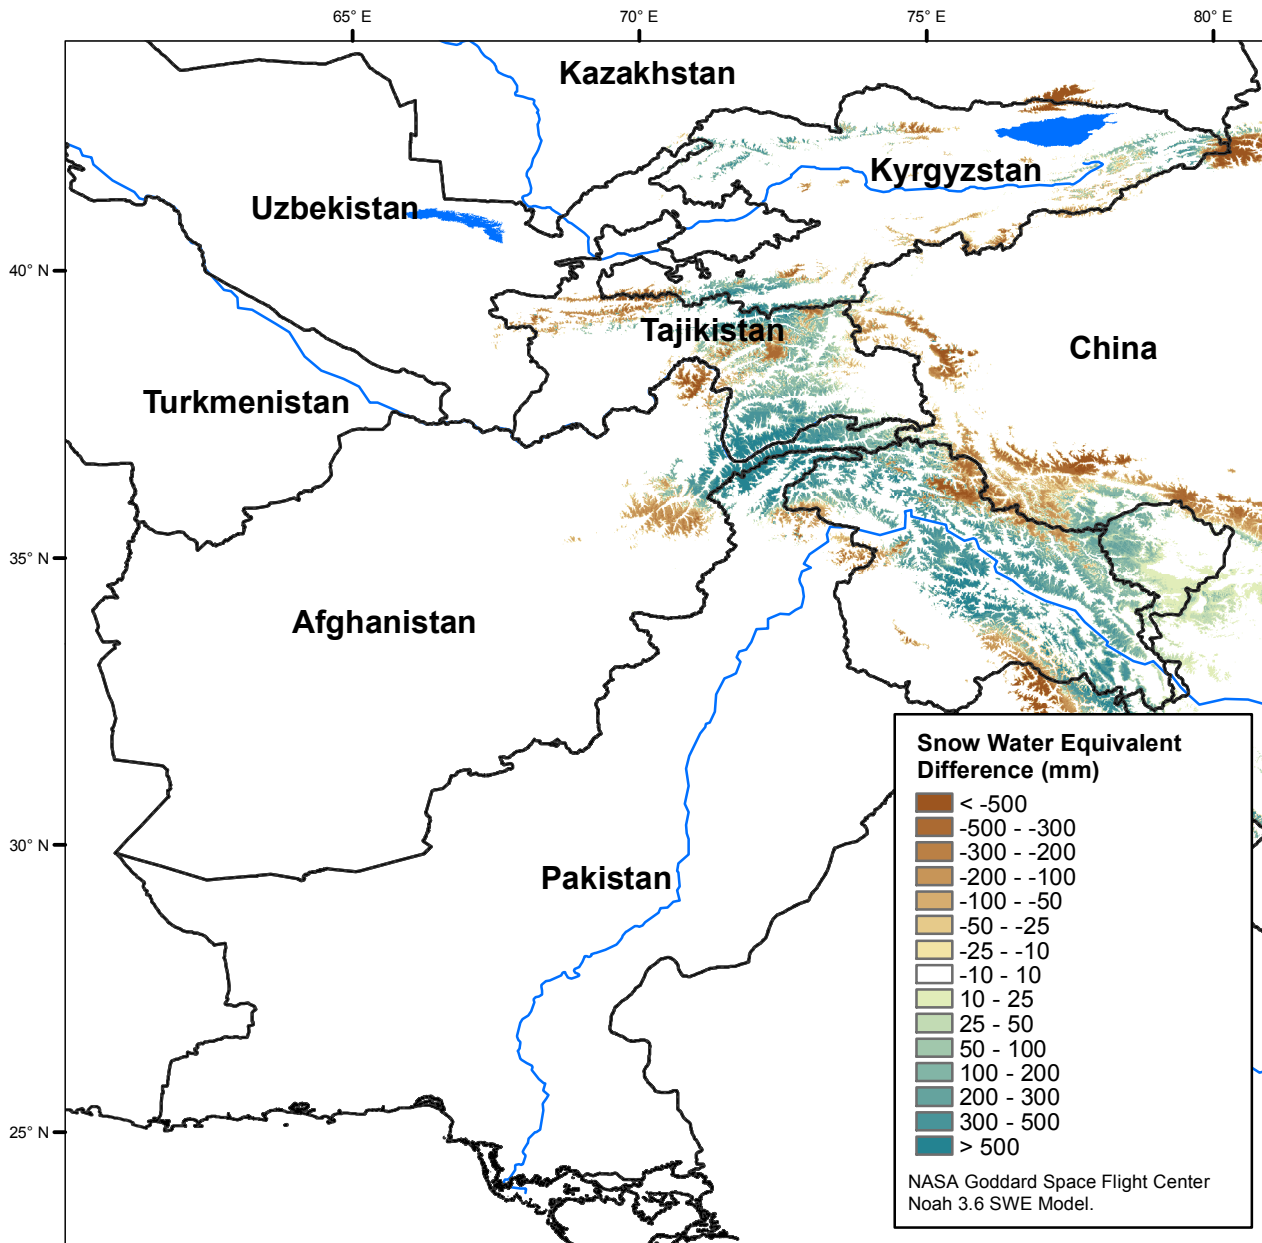 65° E
70° E
75° E
80° E
Kazakhstan
Kyrgyzstan
Uzbekistan
40° N
Tajikistan
China
Turkmenistan
35° N
Afghanistan
30° N
Pakistan
25° N
Snow Water Equivalent
Difference (mm)
< -500
-500 - -300
-300 - -200
-200 - -100
-100 - -50
-50 - -25
-25 - -10
-10 - 10
10 - 25
25 - 50
50 - 100
100 - 200
200 - 300
300 - 500
> 500
NASA Goddard Space Flight Center
Noah 3.6 SWE Model.